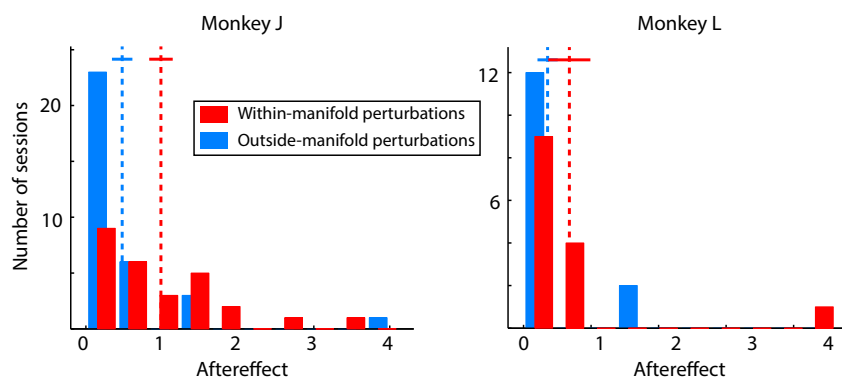 Monkey J
Monkey L
Number of sessions
20
10
Within-manifold perturbations
Outside-manifold perturbations
0 1 2 3 4
Aftereffect
12
6
0 1 2 3 4
Aftereffect